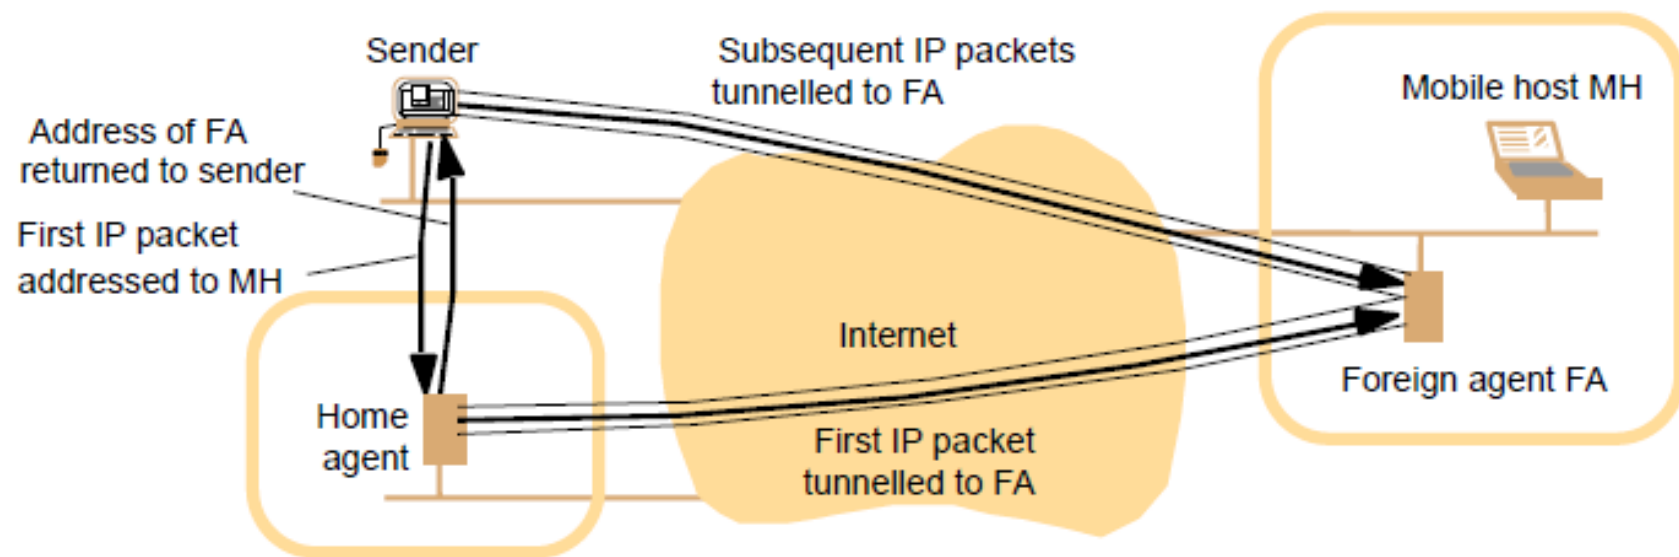 Sender
Subsequent IP packets
tunnelled to FA
Mobile host MH
Address of FA
returned to sender
First IP packet
addressed to MH
Internet
Foreign agent FA
Home
agent
First IP packet
tunnelled to FA